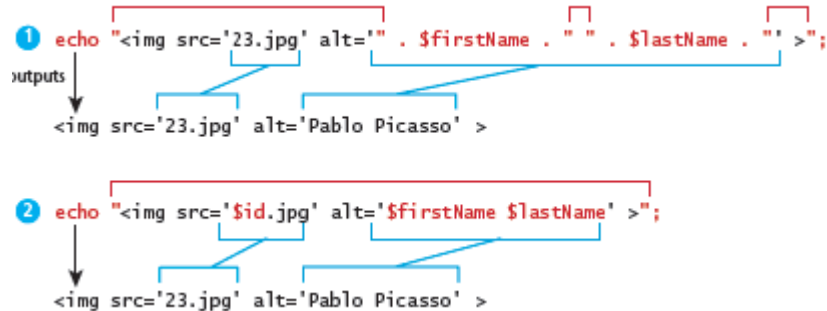 1 echo "<img src='23.jpg' alt='" . $firstName . " " . $lastName . "' >";
outputs
<img src='23.jpg' alt='Pablo Picasso' >
2 echo "<img src='$id.jpg' alt='$firstName $lastName' >";
<img src='23.jpg' alt='Pablo Picasso' >